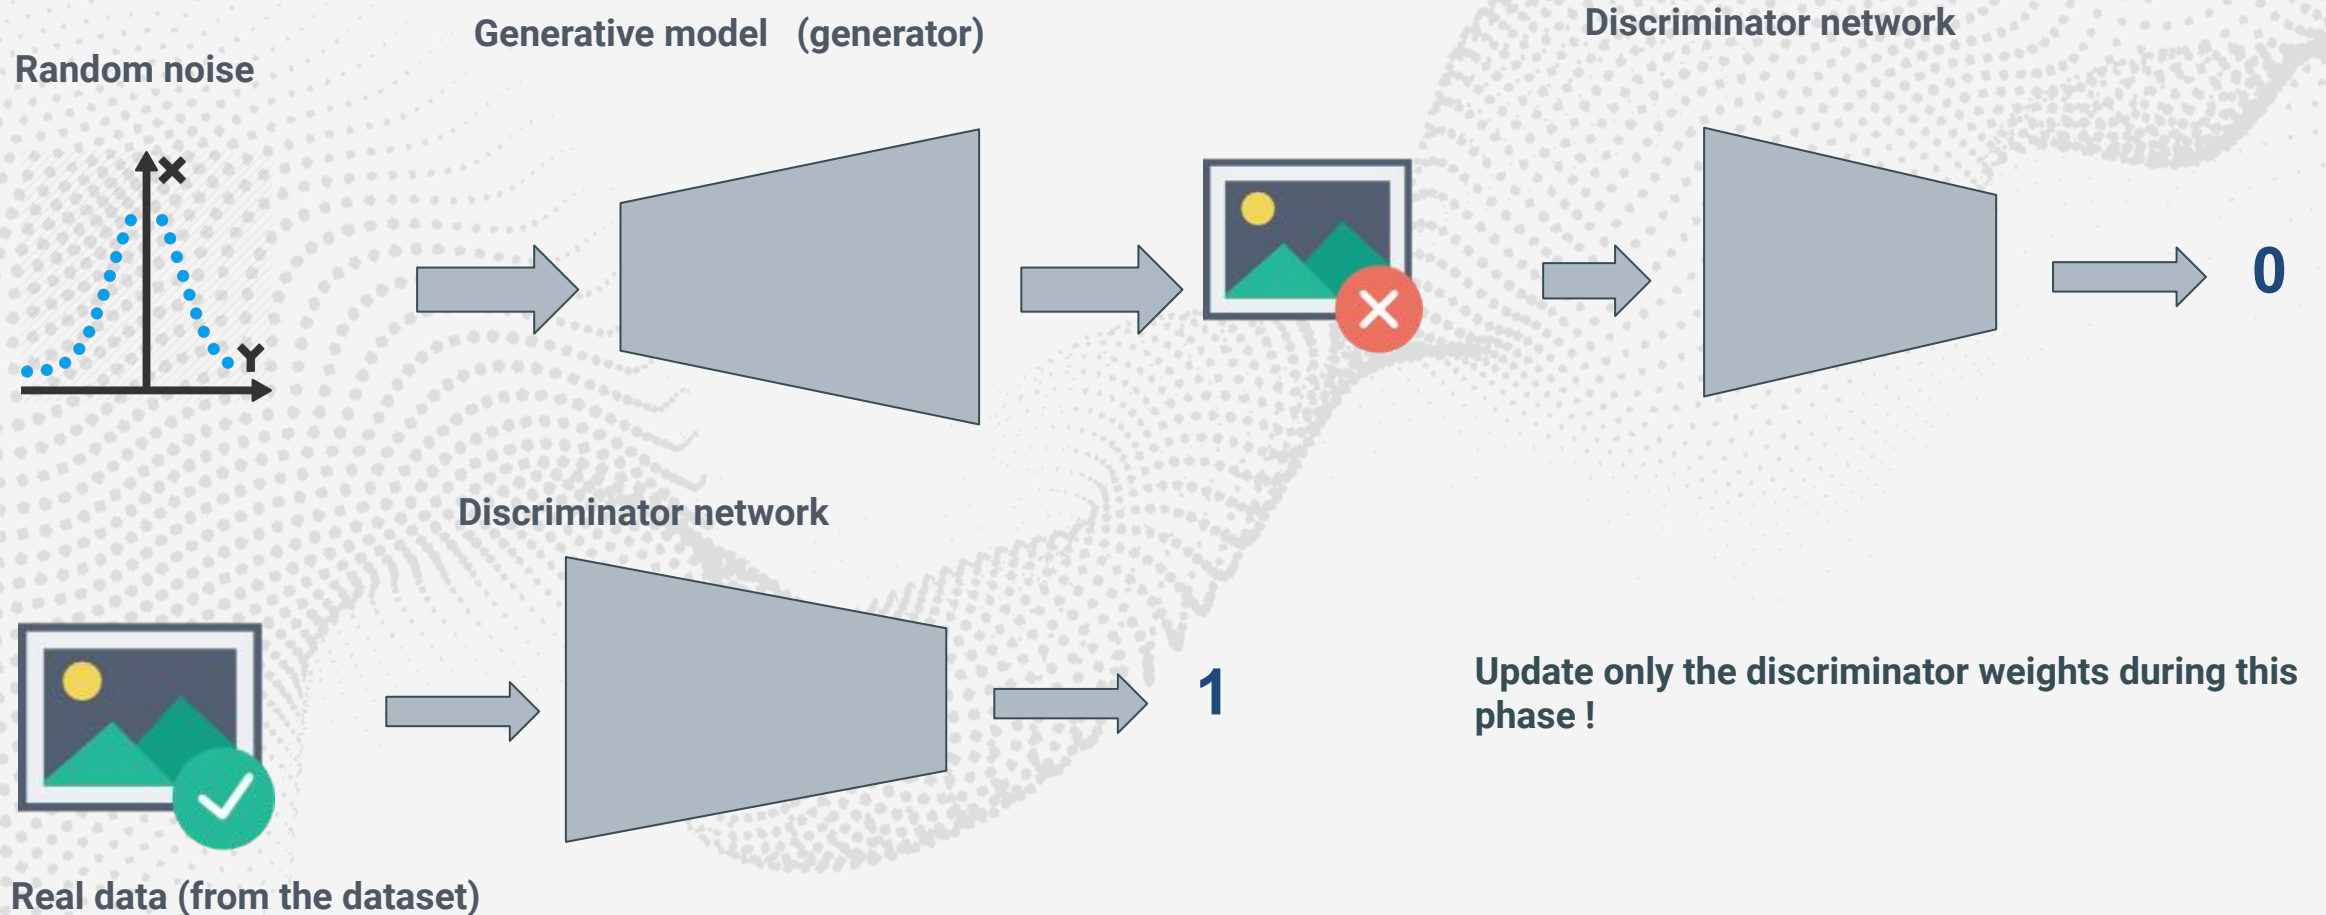 Generative model (generator)
Discriminator network
Random noise
X
Y
0
Discriminator network
1
Update only the discriminator weights during this
phase !
Real data (from the dataset)